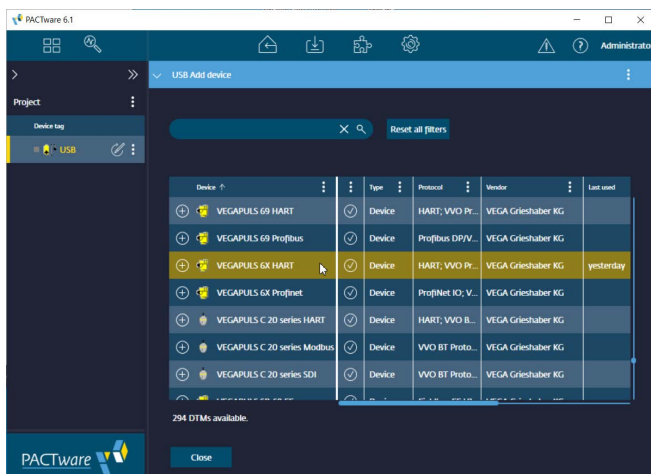 PACTware 6.1
Administrato
USB Add device
Project
Device tag
USB
Reset all filters
Device Type Protocol Vendor Last used
VEGAPULS 69 HART Device HART; VVO Pr... VEGA Grieshaber KG
VEGAPULS 69 Profibus Device Profibus DP/V... VEGA Grieshaber KG
VEGAPULS 6X HART Device HART; VVO Pr... VEGA Grieshaber KG yesterday
VEGAPULS 6X Profinet Device ProfiNet IO; V... VEGA Grieshaber KG
VEGAPULS C 20 series HART Device HART; VVO B... VEGA Grieshaber KG
VEGAPULS C 20 series Modbus Device VVO BT Proto... VEGA Grieshaber KG
VEGAPULS C 20 series SDI Device VVO BT Proto... VEGA Grieshaber KG
294 DTMs available.
Close
PACTware